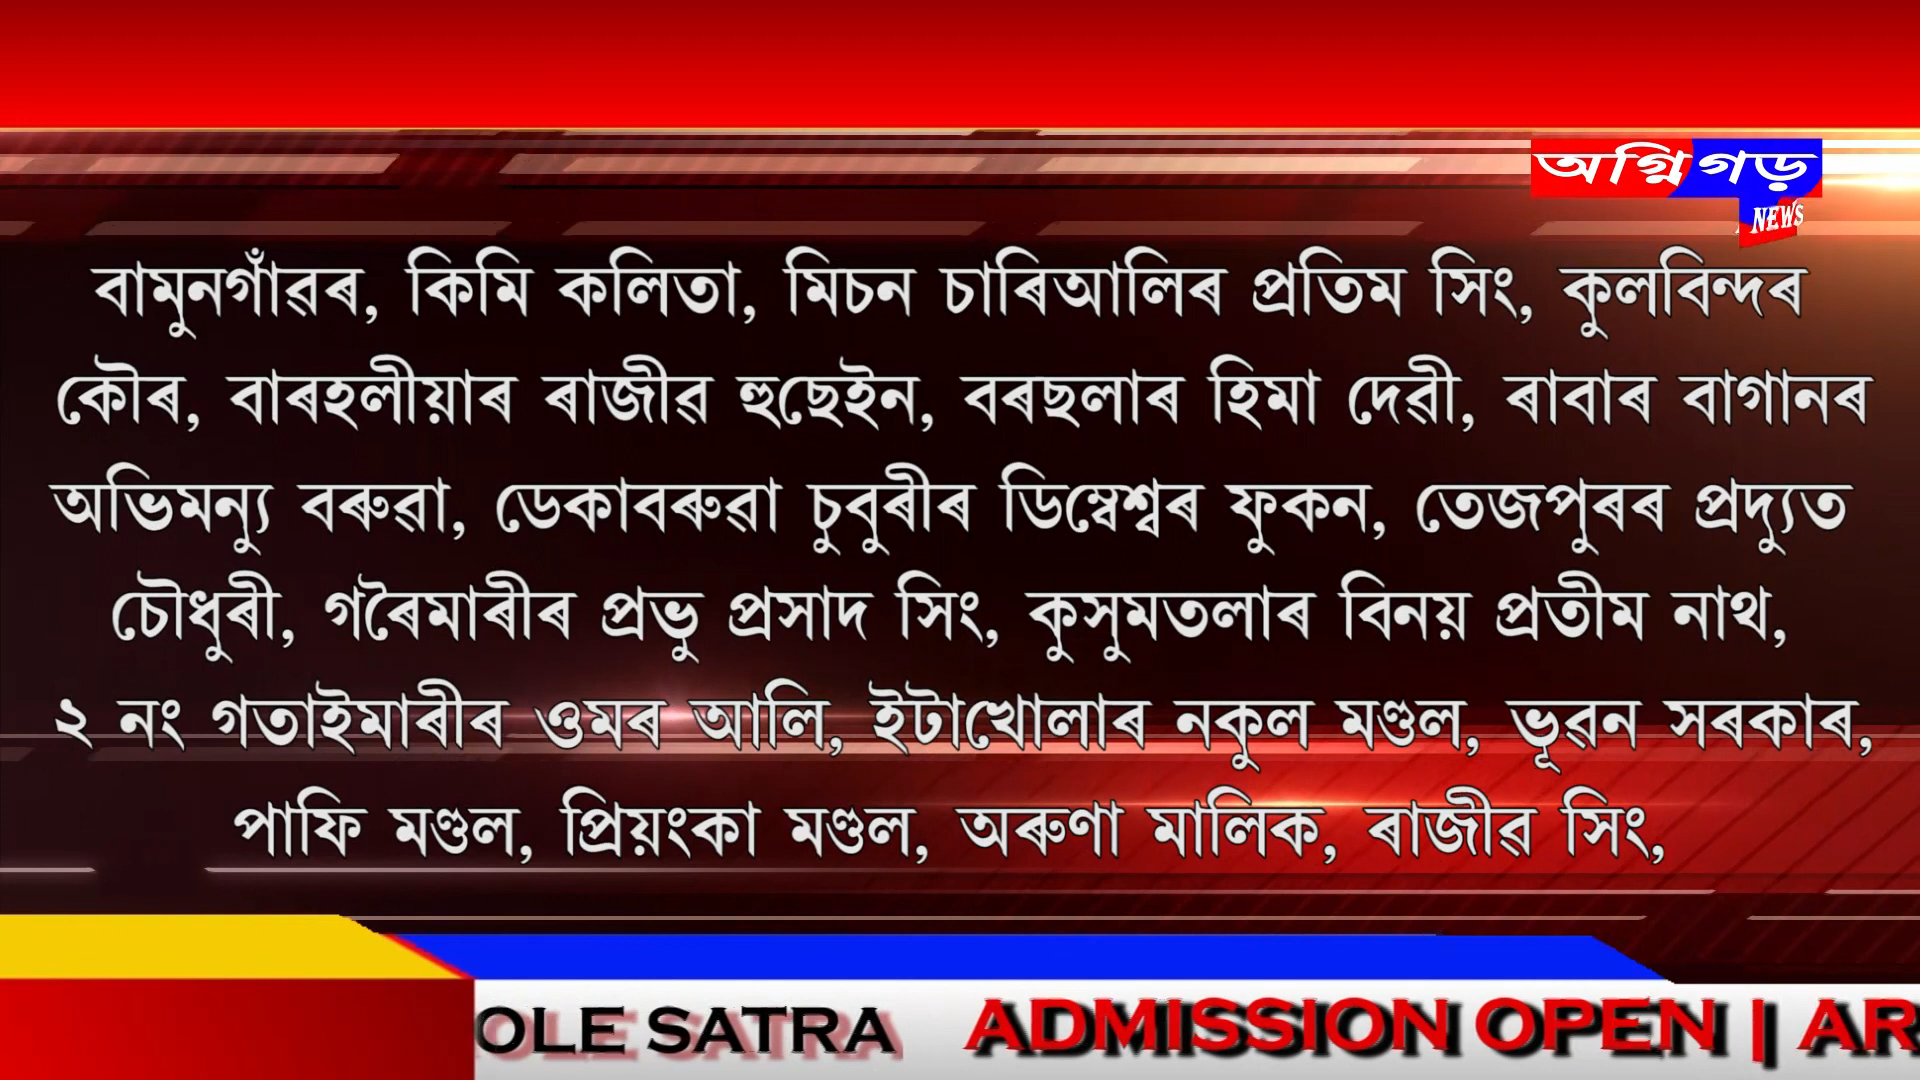 অগ্নিগড়
NEWS
বামুনগাঁৱৰ, কিমি কলিতা, মিচন চাৰিআলিৰ প্ৰতিম সিং, কুলবিন্দৰ
কৌৰ, বাৰহলীয়াৰ ৰাজীৱ হুছেইন, বৰছলাৰ হিমা দেৱী, ৰাবাৰ বাগানৰ
অভিমন্যু বৰুৱা, ডেকাবৰুৱা চুবুৰীৰ ডিম্বেশ্বৰ ফুকন, তেজপুৰৰ প্ৰদ্যুত
চৌধুৰী, গৰৈমাৰীৰ প্ৰভু প্ৰসাদ সিং, কুসুমতলাৰ বিনয় প্ৰতীম নাথ,
২ নং গতাইমাৰীৰ ওমৰ আলি, ইটাখোলাৰ নকুল মণ্ডল, ভূৱন সৰকাৰ,
পাফি মণ্ডল, প্ৰিয়ংকা মণ্ডল, অৰুণা মালিক, ৰাজীৱ সিং,
OLE SATRA ADMISSION OPEN | AR